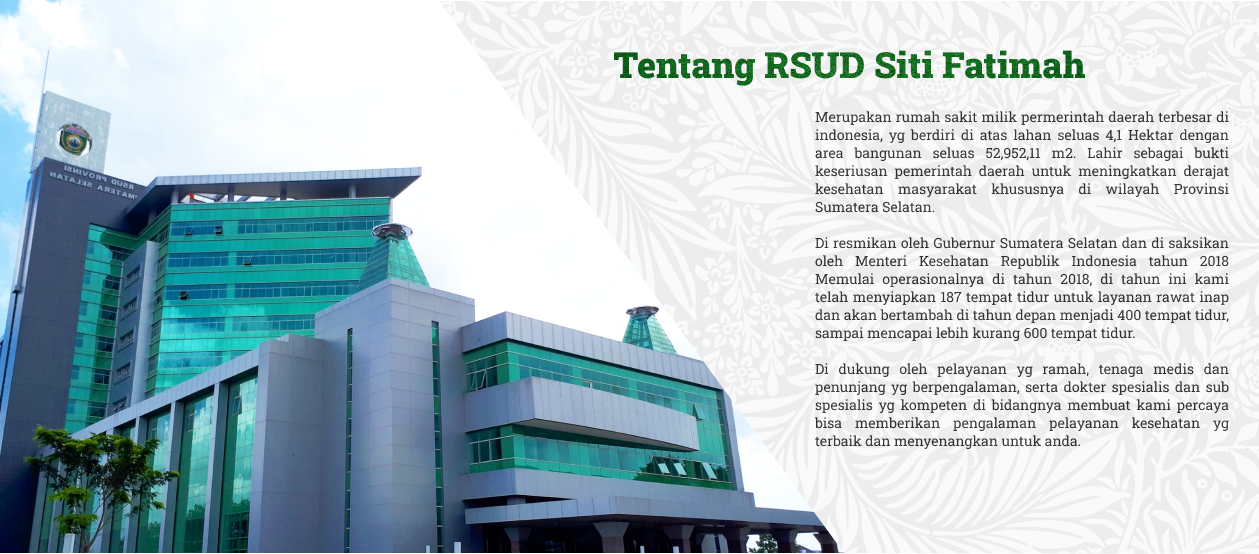 Tentang RSUD Siti Fatimah
Merupakan rumah sakit milik permerintah daerah terbesar di
indonesia, yg berdiri di atas lahan seluas 4,1 Hektar dengan
area bangunan seluas 52,952,11 m2. Lahir sebagai bukti
keseriusan pemerintah daerah untuk meningkatkan derajat
kesehatan masyarakat khususnya di wilayah Provinsi
Sumatera Selatan.
Di resmikan oleh Gubernur Sumatera Selatan dan di saksikan
oleh Menteri Kesehatan Republik Indonesia tahun 2018
Memulai operasionalnya di tahun 2018, di tahun ini kami
telah menyiapkan 187 tempat tidur untuk layanan rawat inap
dan akan bertambah di tahun depan menjadi 400 tempat tidur,
sampai mencapai lebih kurang 600 tempat tidur.
Di dukung oleh pelayanan yg ramah, tenaga medis dan
penunjang yg berpengalaman, serta dokter spesialis dan sub
spesialis yg kompeten di bidangnya membuat kami percaya
bisa memberikan pengalaman pelayanan kesehatan yg
terbaik dan menyenangkan untuk anda.
RSUD PROVINSI
SUMATERA SELATAN